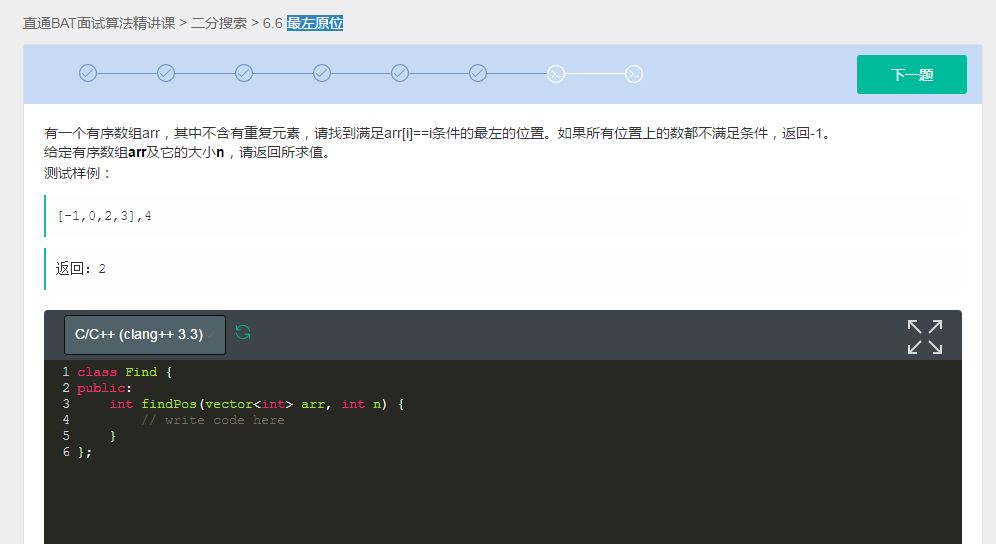 直通BAT面试算法精讲课 > 二分搜索 > 6.6 最左原位
下一题
有一个有序数组arr，其中不含有重复元素，请找到满足arr[i]==i条件的最左的位置。如果所有位置上的数都不满足条件，返回-1。
给定有序数组arr及它的大小n，请返回所求值。
测试样例：
[-1,0,2,3],4
返回：2
C/C++ (clang++ 3.3)
1 class Find {
2 public:
3     int findPos(vector<int> arr, int n) {
4         // write code here
5     }
6 };